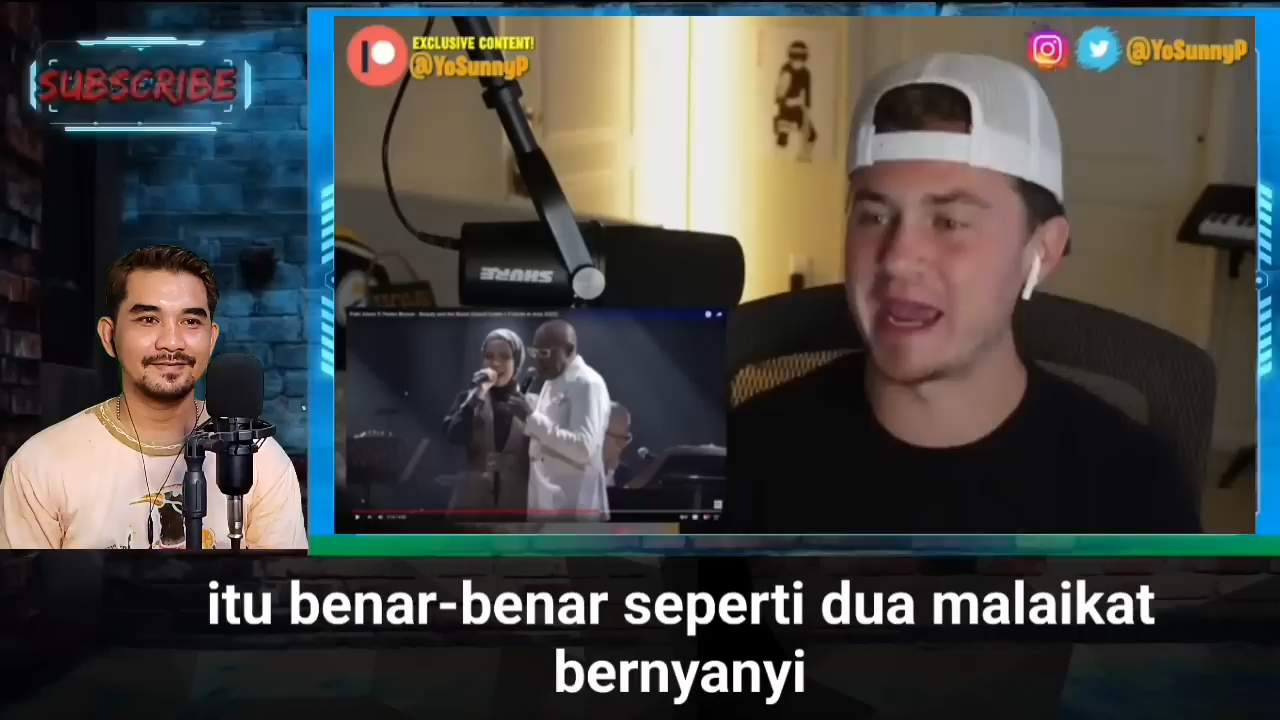 SUBSCRIBE
EXCLUSIVE CONTENT!
@YoSunnyP
@YoSunnyP
SHURE
itu benar-benar seperti dua malaikat
bernyanyi